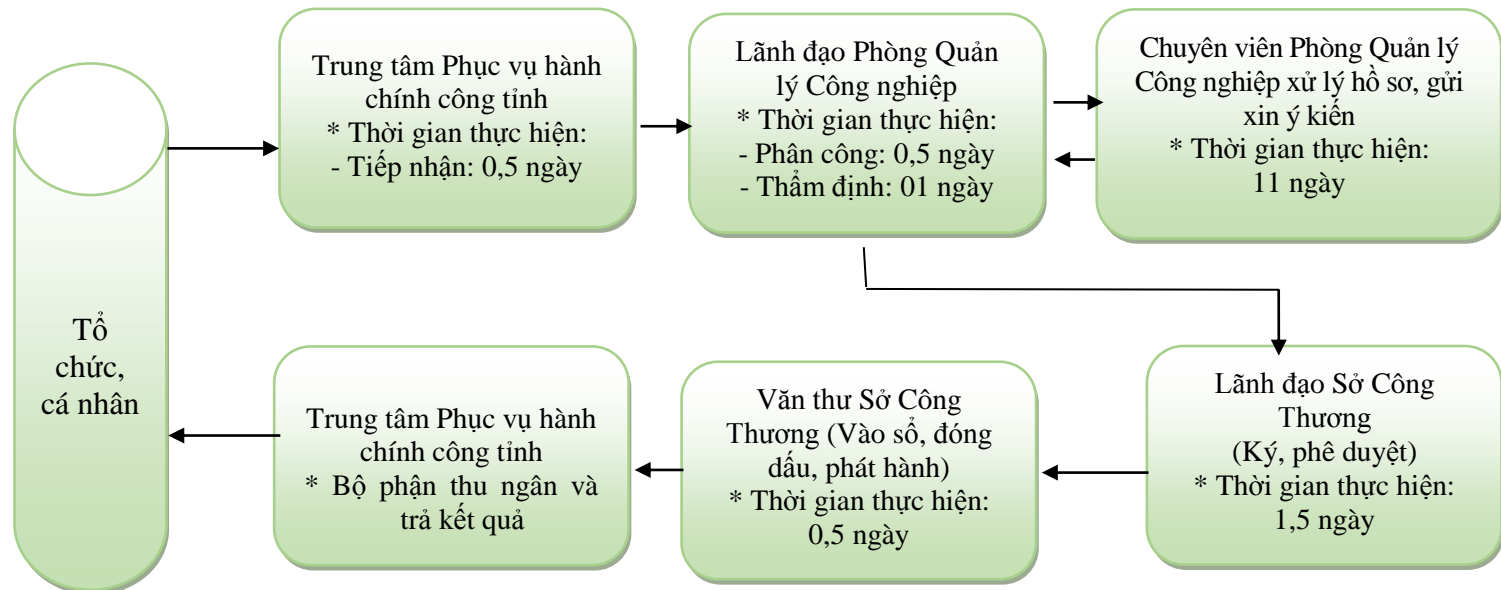 Trung tâm Phục vụ hành
chính công tỉnh
* Thời gian thực hiện:
- Tiếp nhận: 0,5 ngày
Lãnh đạo Phòng Quản
lý Công nghiệp
* Thời gian thực hiện:
- Phân công: 0,5 ngày
- Thẩm định: 01 ngày
Chuyên viên Phòng Quản lý
Công nghiệp xử lý hồ sơ, gửi
xin ý kiến
* Thời gian thực hiện:
11 ngày
Tổ
chức,
cá nhân
Trung tâm Phục vụ hành
chính công tỉnh
* Bộ phận thu ngân và
trả kết quả
Văn thư Sở Công
Thương (Vào sổ, đóng
dấu, phát hành)
* Thời gian thực hiện:
0,5 ngày
Lãnh đạo Sở Công
Thương
(Ký, phê duyệt)
* Thời gian thực hiện:
1,5 ngày